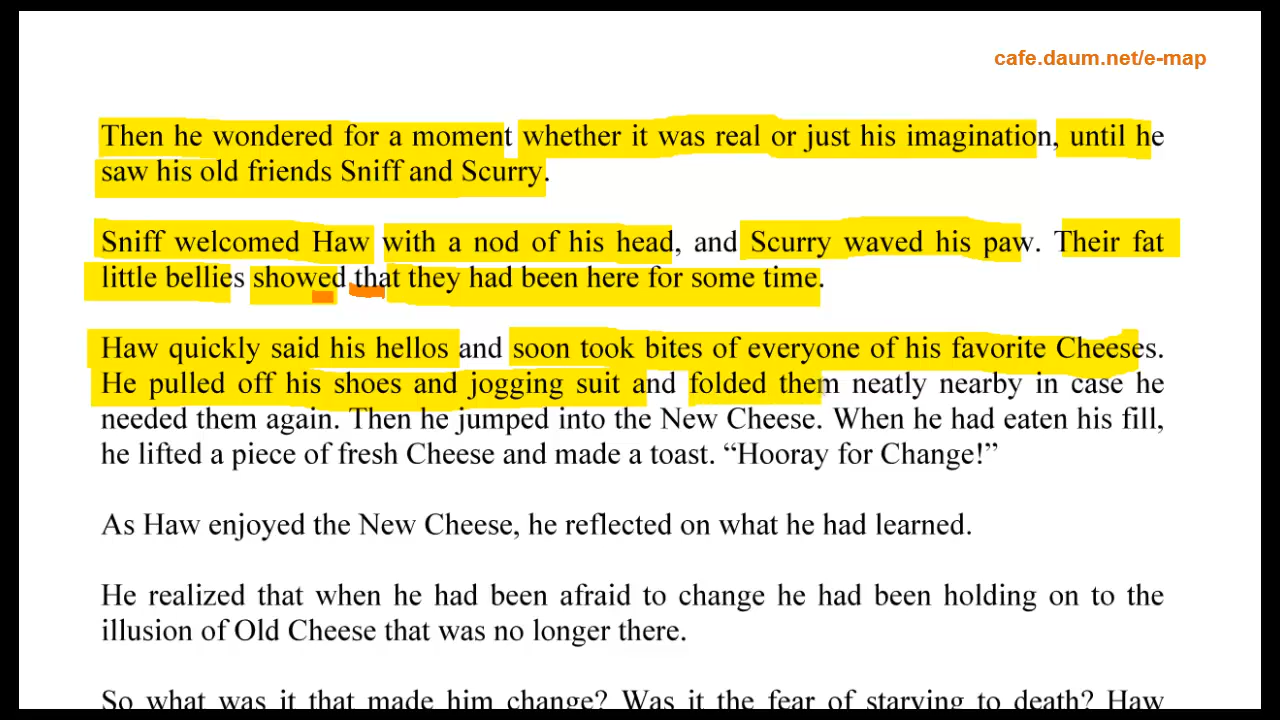 cafe.daum.net/e-map
Then he wondered for a moment whether it was real or just his imagination, until he
saw his old friends Sniff and Scurry.
Sniff welcomed Haw with a nod of his head, and Scurry waved his paw. Their fat
little bellies showed that they had been here for some time.
Haw quickly said his hellos and soon took bites of everyone of his favorite Cheeses.
He pulled off his shoes and jogging suit and folded them neatly nearby in case he
needed them again. Then he jumped into the New Cheese. When he had eaten his fill,
he lifted a piece of fresh Cheese and made a toast. “Hooray for Change!”
As Haw enjoyed the New Cheese, he reflected on what he had learned.
He realized that when he had been afraid to change he had been holding on to the
illusion of Old Cheese that was no longer there.
So what was it that made him change? Was it the fear of starving to death? Haw